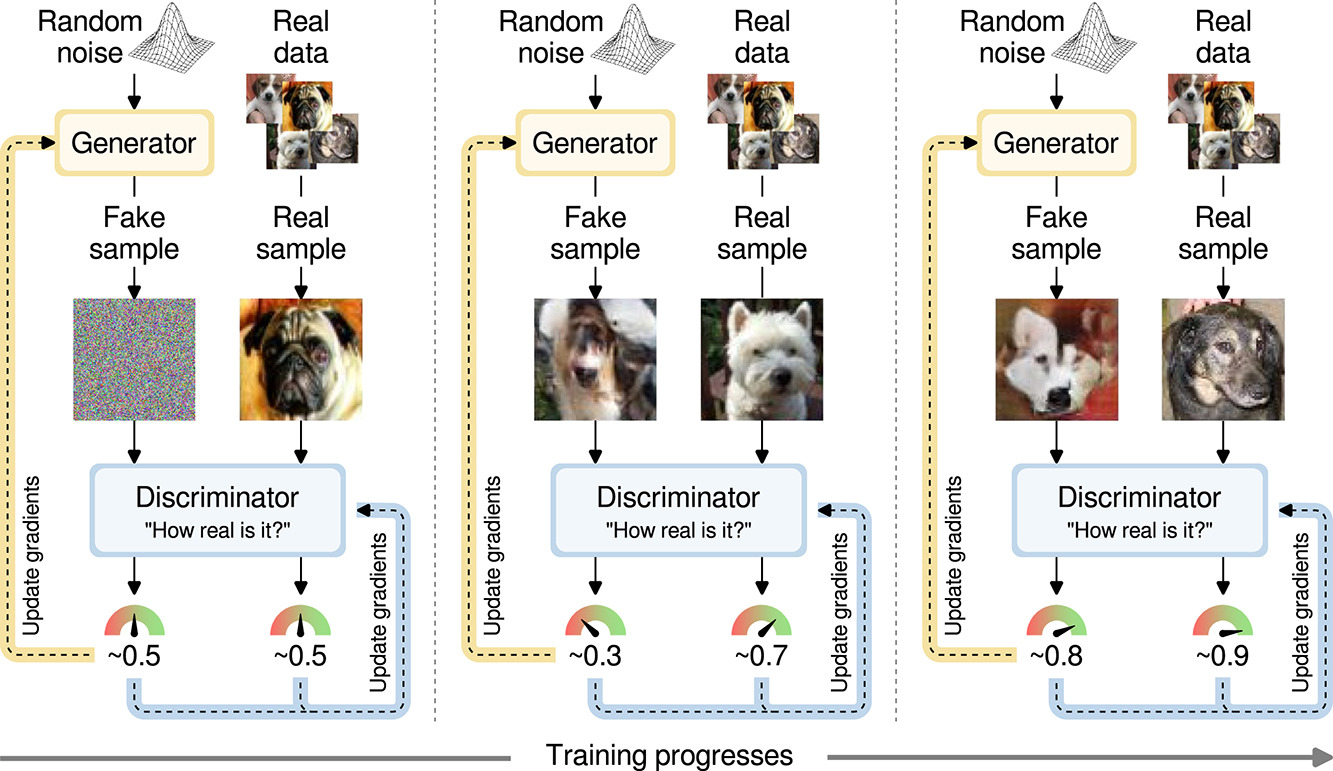 Random
noise
Real
data
Generator
Fake
sample
Real
sample
Discriminator
"How real is it?"
Update gradients
Update gradients
~0.5
~0.5
Random
noise
Real
data
Generator
Fake
sample
Real
sample
Discriminator
"How real is it?"
Update gradients
Update gradients
~0.3
~0.7
Random
noise
Real
data
Generator
Fake
sample
Real
sample
Discriminator
"How real is it?"
Update gradients
Update gradients
~0.8
~0.9
Training progresses